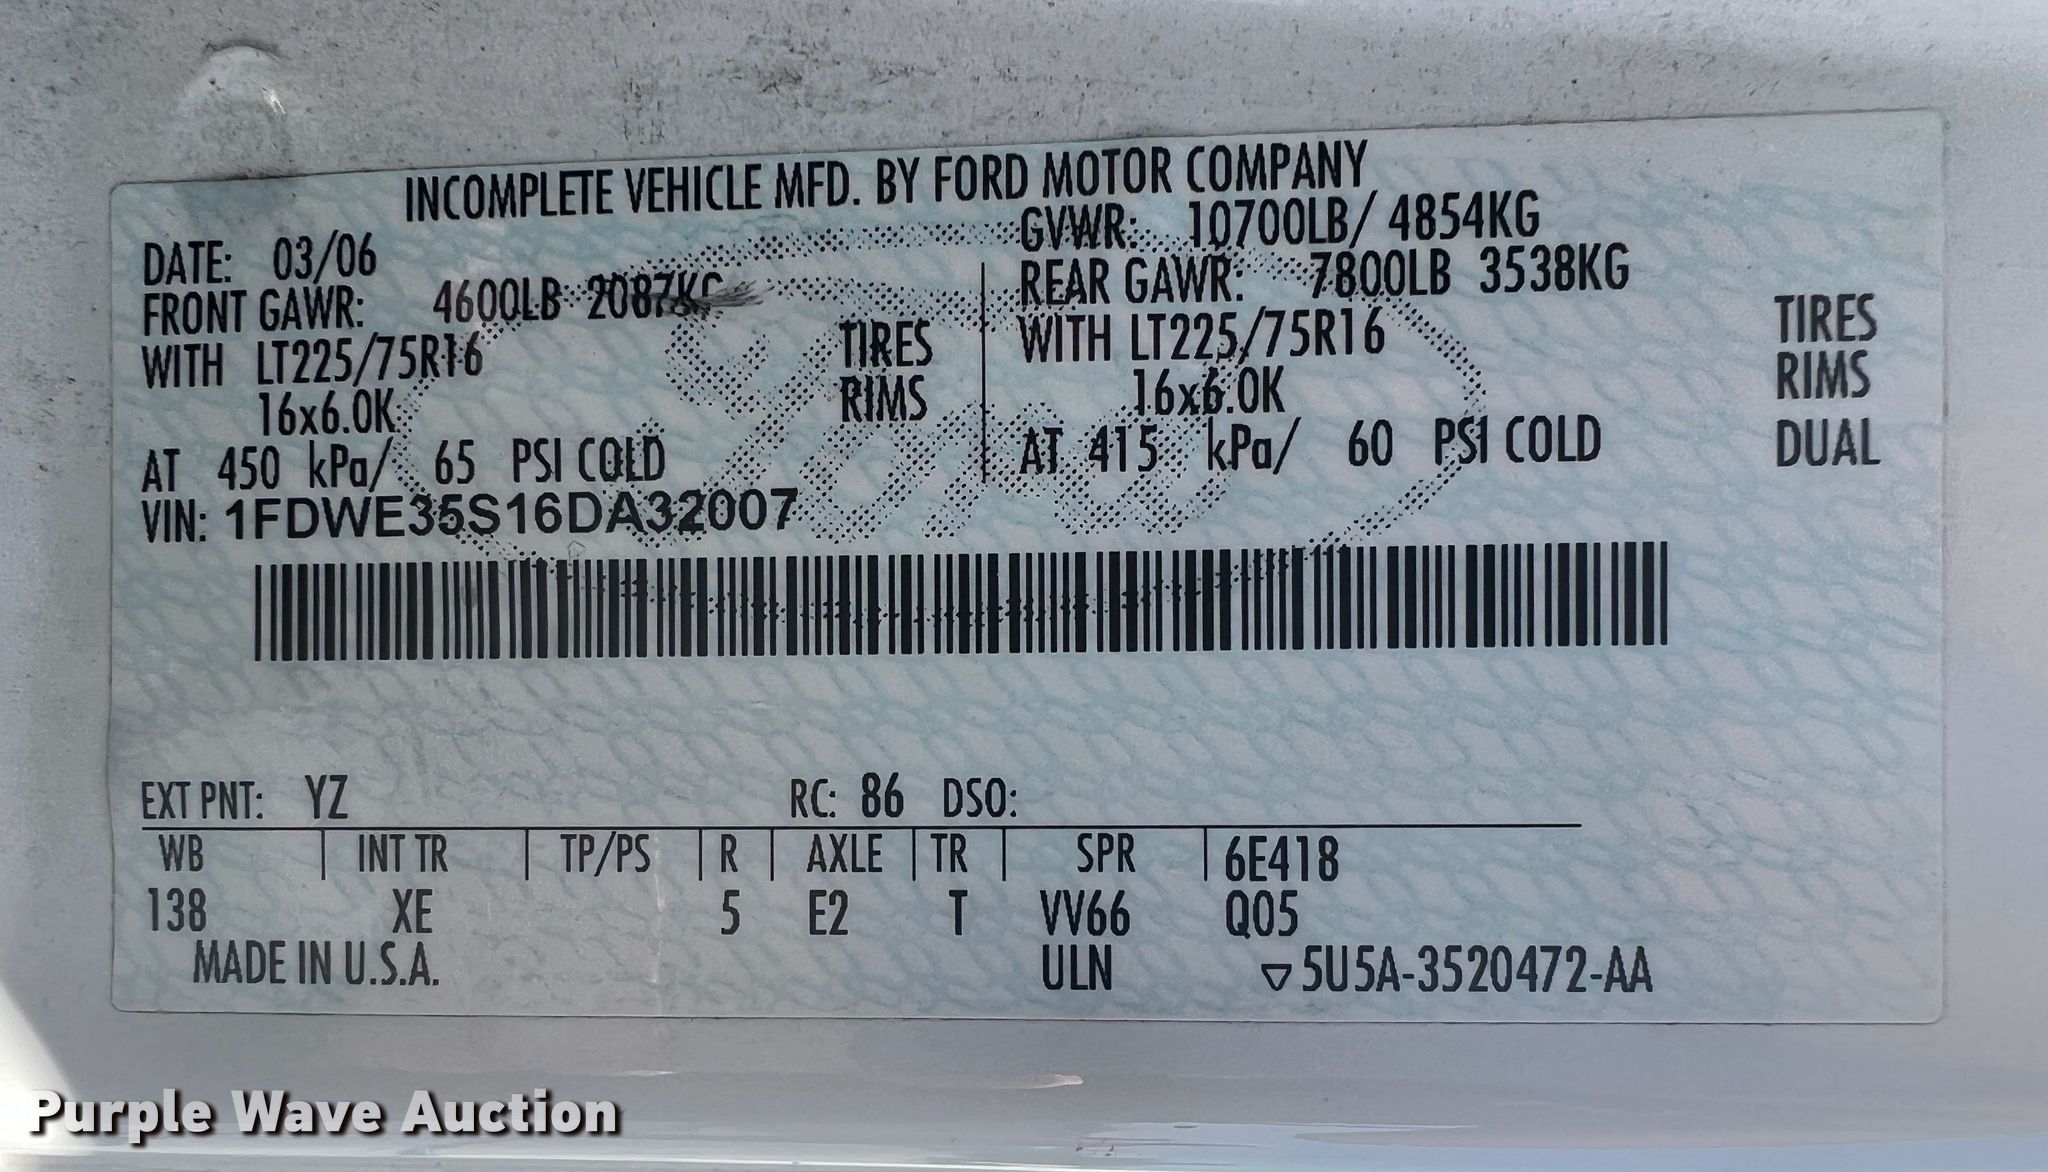 INCOMPLETE VEHICLE MFD. BY FORD MOTOR COMPANY
DATE: 03/06 GVWR: 10700LB/ 4854KG
FRONT GAWR: 4600LB 2087KG REAR GAWR: 7800LB 3538KG
WITH LT225/75R16 TIRES WITH LT225/75R16 TIRES
16x6.0K RIMS 16x6.0K RIMS
AT 450 kPa/ 65 PSI COLD AT 415 kPa/ 60 PSI COLD DUAL
VIN: 1FDWE35S16DA32007
EXT PNT: YZ RC: 86 DSO:
WB INT TR TP/PS R AXLE TR SPR 6E418
138 XE 5 E2 T VV66 Q05
MADE IN U.S.A. ULN ▽5U5A-3520472-AA
Purple Wave Auction